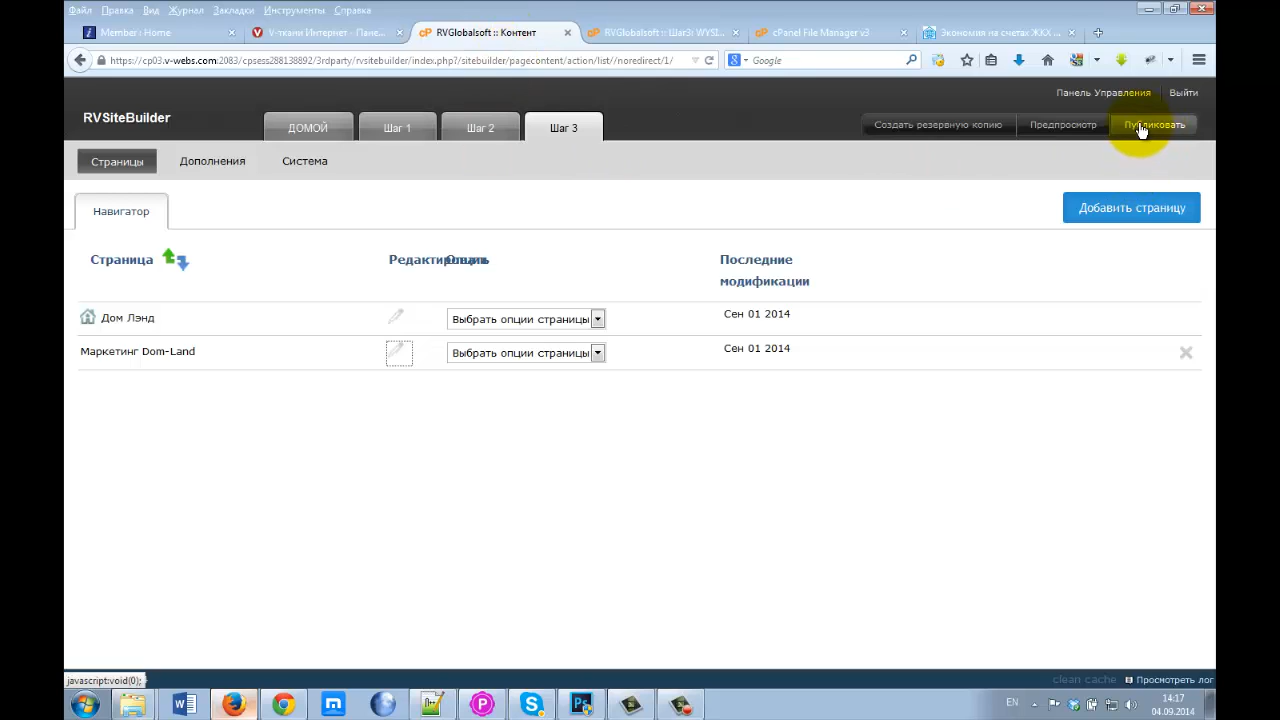 Файл Правка Вид Журнал Закладки Инструменты Справка
Member : Home
V-ткани Интернет - Пане...
RVGlobalsoft :: Контент
RVGlobalsoft :: Шаг3: WYSI...
cPanel File Manager v3
Экономия на счетах ЖКХ ...
https://cp03.v-webs.com:2083/cpsess288138892/3rdparty/rvsitebuilder/index.php?/sitebuilder/pagecontent/action/list//noredirect/1/
Google
Панель Управления Выйти
RVSiteBuilder
ДОМОЙ Шаг 1 Шаг 2 Шаг 3
Создать резервную копию Предпросмотр Публиковать
Страницы Дополнения Система
Навигатор
Добавить страницу
Страница Редактировать Опции Последние
модификации
Дом Лэнд Выбрать опции страницы Сен 01 2014
Маркетинг Dom-Land Выбрать опции страницы Сен 01 2014
javascript:void(0);
clean cache Просмотреть лог
EN
14:17
04.09.2014